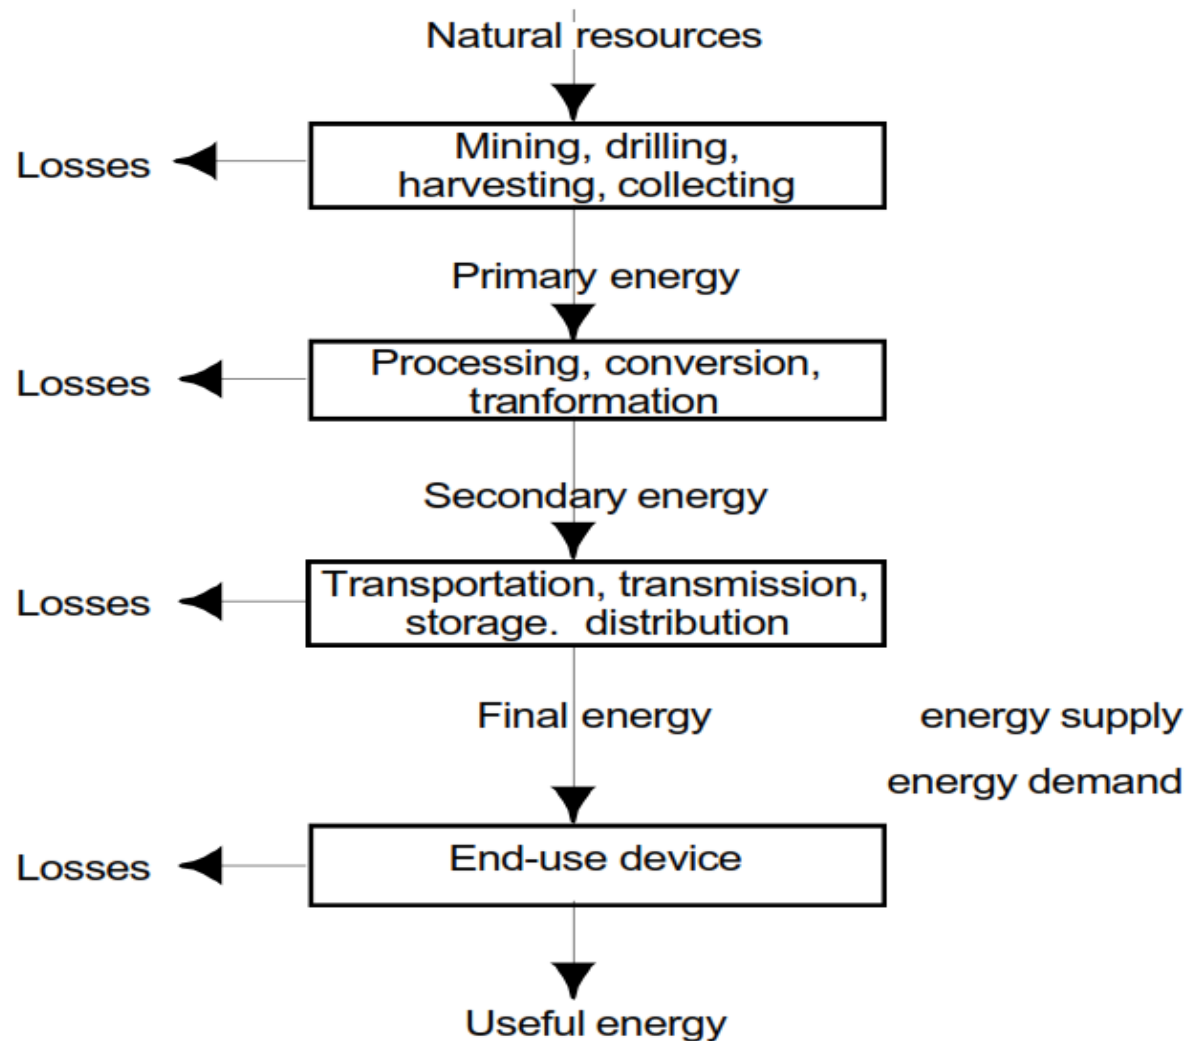 Natural resources
Mining, drilling,
Losses
harvesting, collecting
Primary energy
Processing, conversion,
Losses
tranformation
Secondary energy
Transportation, transmission,
Losses
storage. distribution
Final energy
energy supply
energy demand
End-use device
Losses
Useful energy